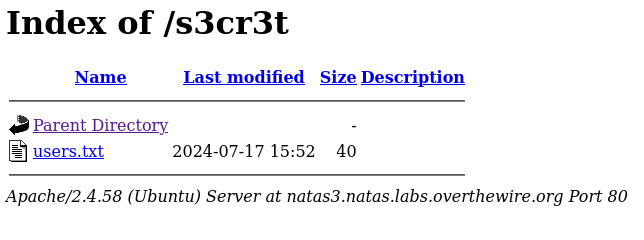 Index of /s3cr3t
Name Last modified Size Description
Parent Directory -
users.txt 2024-07-17 15:52 40
Apache/2.4.58 (Ubuntu) Server at natas3.natas.labs.overthewire.org Port 80